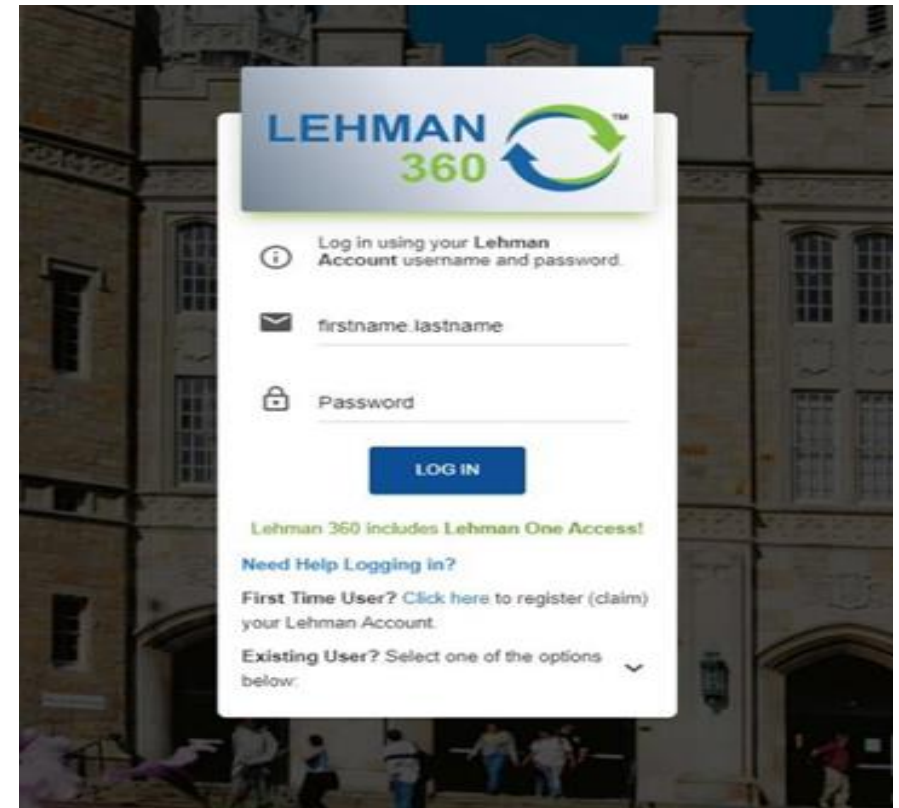 LEHMAN
360
TM
Log in using your Lehman
Account username and password.
firstname.lastname
Password
LOG IN
Lehman 360 includes Lehman One Access!
Need Help Logging in?
First Time User? Click here to register (claim)
your Lehman Account.
Existing User? Select one of the options
below: